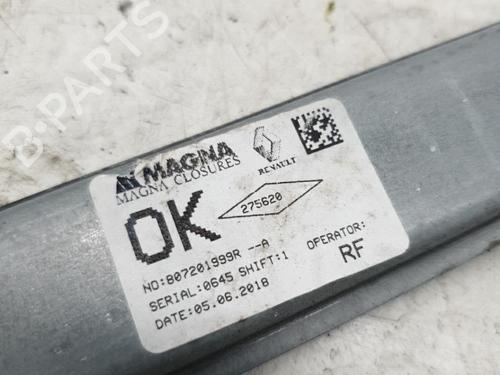 B-PARTS
MAGNA
MAGNA CLOSURES
RENAULT
OK
275620
NO:807201999R --A
SERIAL:0645 SHIFT:1
OPERATOR:
RF
DATE:05.06.2018